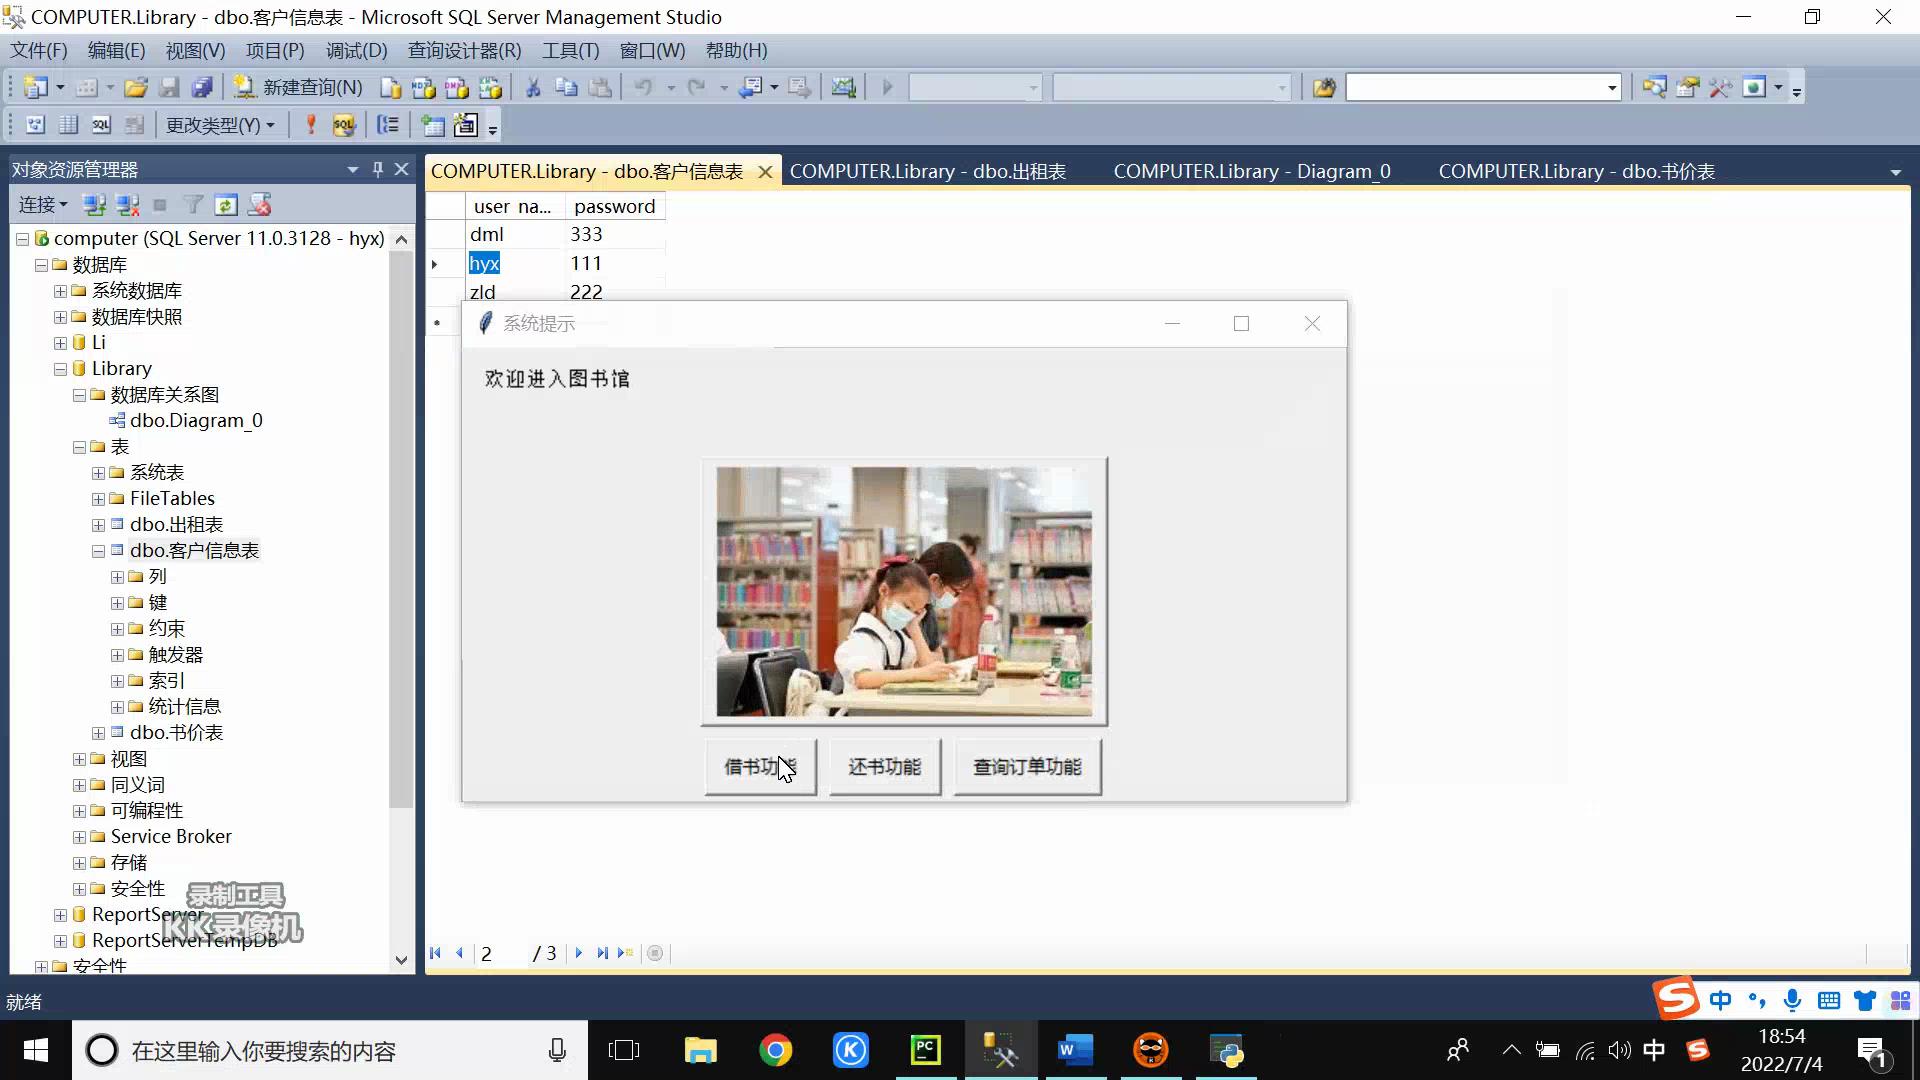 COMPUTER.Library - dbo.客户信息表 - Microsoft SQL Server Management Studio
文件(F) 编辑(E) 视图(V) 项目(P) 调试(D) 查询设计器(R) 工具(T) 窗口(W) 帮助(H)
新建查询(N)
更改类型(Y)
对象资源管理器
连接
computer (SQL Server 11.0.3128 - hyx)
数据库
系统数据库
数据库快照
Li
Library
数据库关系图
dbo.Diagram_0
表
系统表
FileTables
dbo.出租表
dbo.客户信息表
列
键
约束
触发器
索引
统计信息
dbo.书价表
视图
同义词
可编程性
Service Broker
存储
安全性
ReportServer
ReportServerTempDB
安全性
录制工具
KK录像机
COMPUTER.Library - dbo.客户信息表
COMPUTER.Library - dbo.出租表
COMPUTER.Library - Diagram_0
COMPUTER.Library - dbo.书价表
user_na... password
dml 333
hyx 111
zld 222
系统提示
欢迎进入图书馆
借书功能 还书功能 查询订单功能
2 / 3
就绪
中
在这里输入你要搜索的内容
中
18:54
2022/7/4
1